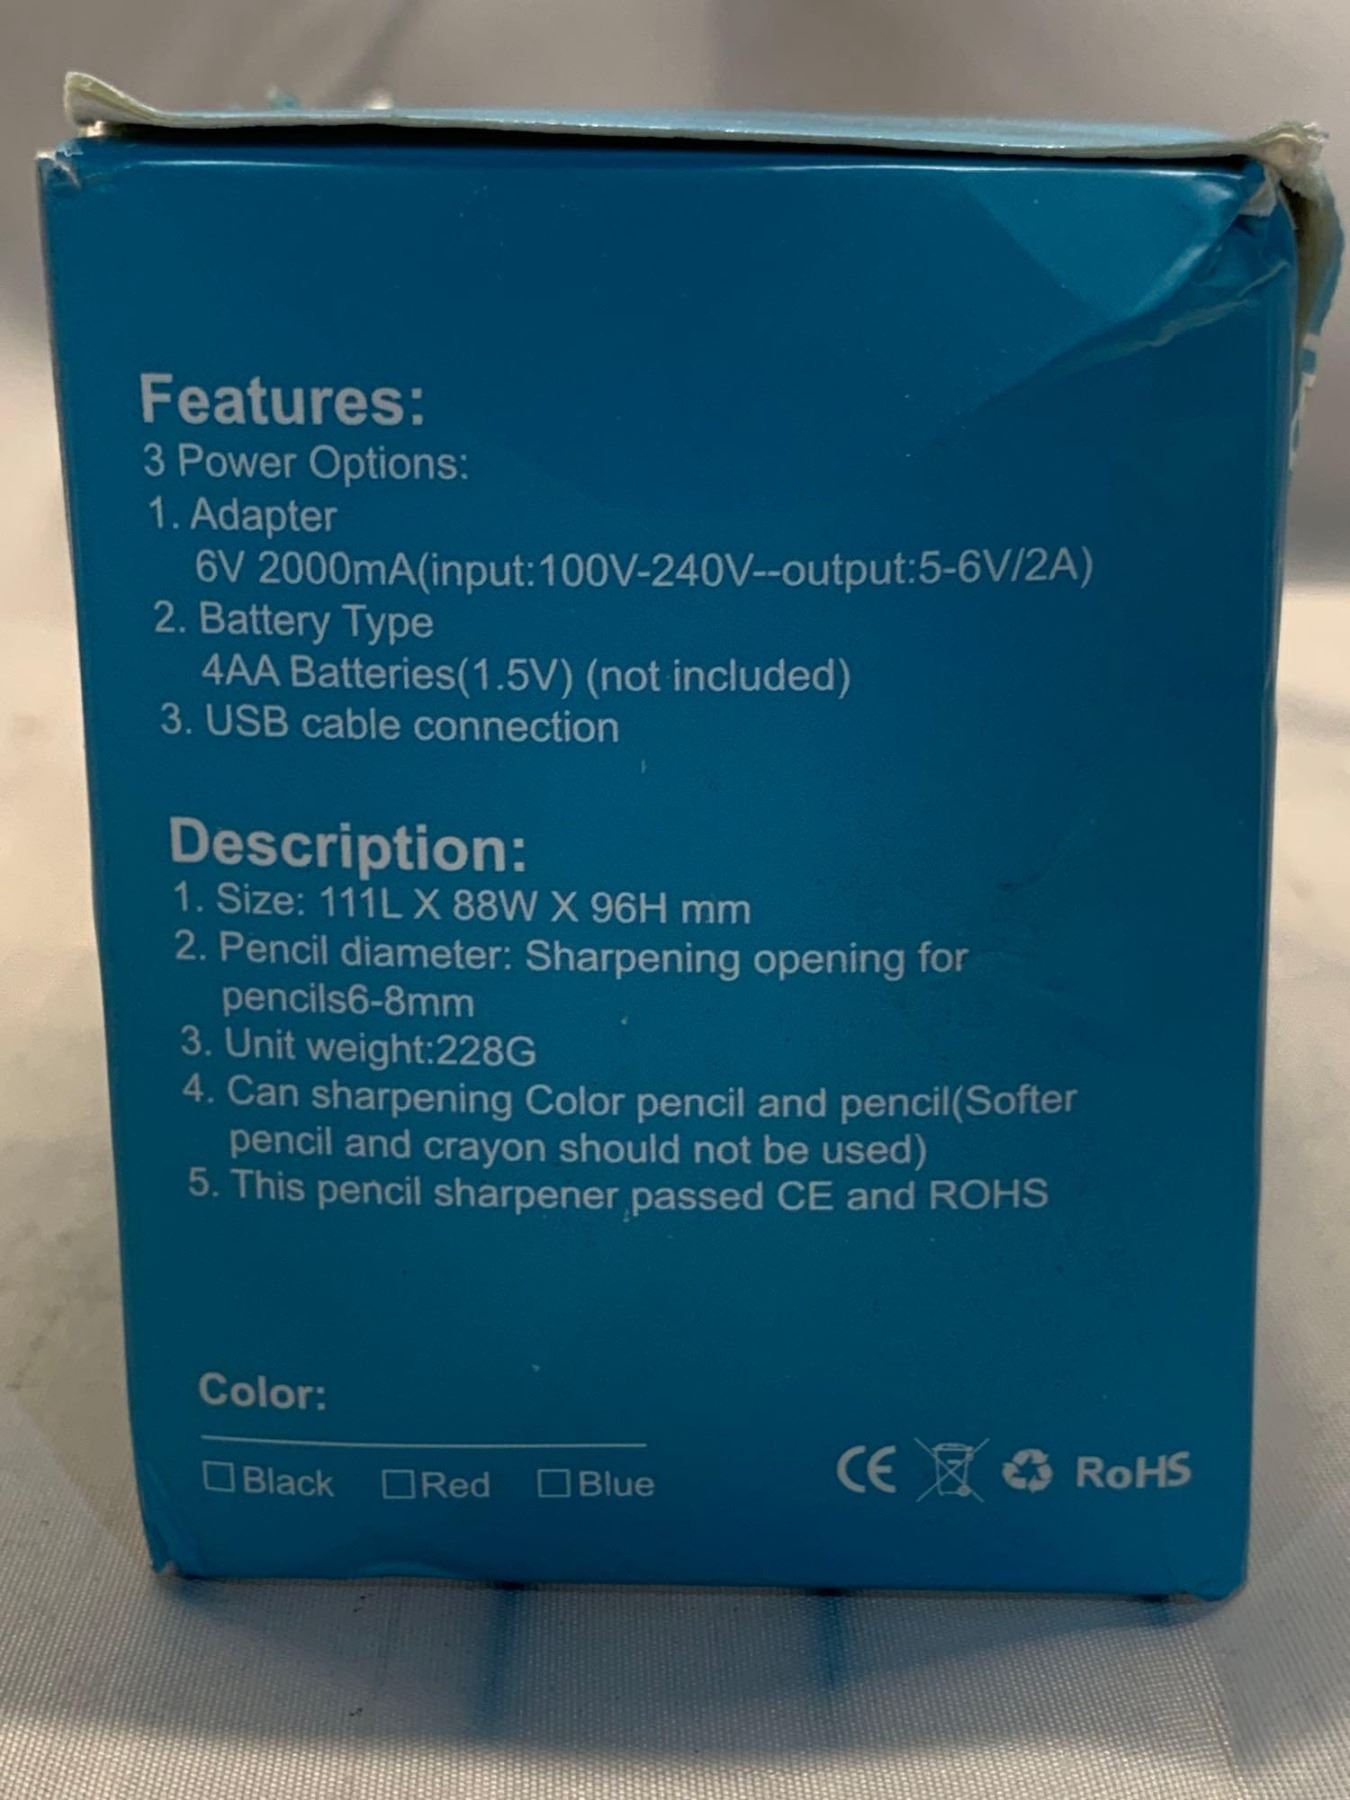 Features:
3 Power Options:
1. Adapter
6V 2000mA(input:100V-240V--output:5-6V/2A)
2. Battery Type
4AA Batteries(1.5V) (not included)
3. USB cable connection
Description:
1. Size: 111L X 88W X 96H mm
2. Pencil diameter: Sharpening opening for
pencils6-8mm
3. Unit weight:228G
4. Can sharpening Color pencil and pencil(Softer
pencil and crayon should not be used)
5. This pencil sharpener passed CE and ROHS
Color:
Black Red Blue
CE RoHS